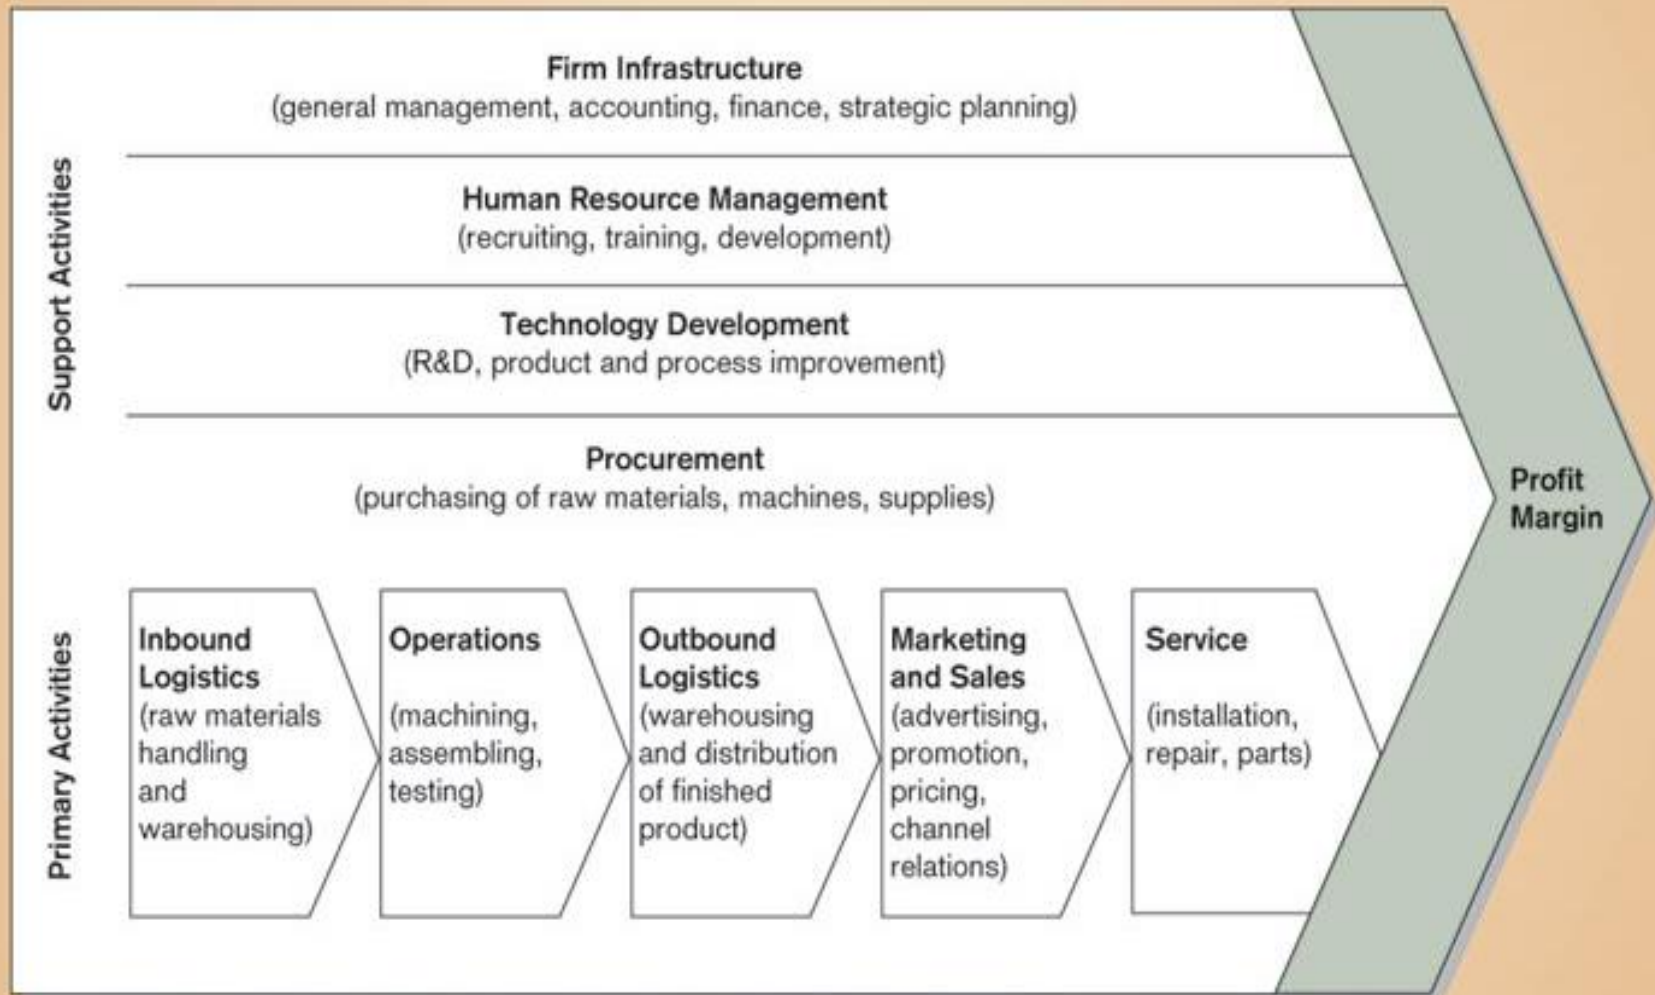 Support Activities
Firm Infrastructure
(general management, accounting, finance, strategic planning)
Human Resource Management
(recruiting, training, development)
Technology Development
(R&D, product and process improvement)
Procurement
(purchasing of raw materials, machines, supplies)
Profit
Margin
Primary Activities
Inbound
Logistics
(raw materials
handling
and
warehousing)
Operations
(machining,
assembling,
testing)
Outbound
Logistics
(warehousing
and distribution
of finished
product)
Marketing
and Sales
(advertising,
promotion,
pricing,
channel
relations)
Service
(installation,
repair, parts)